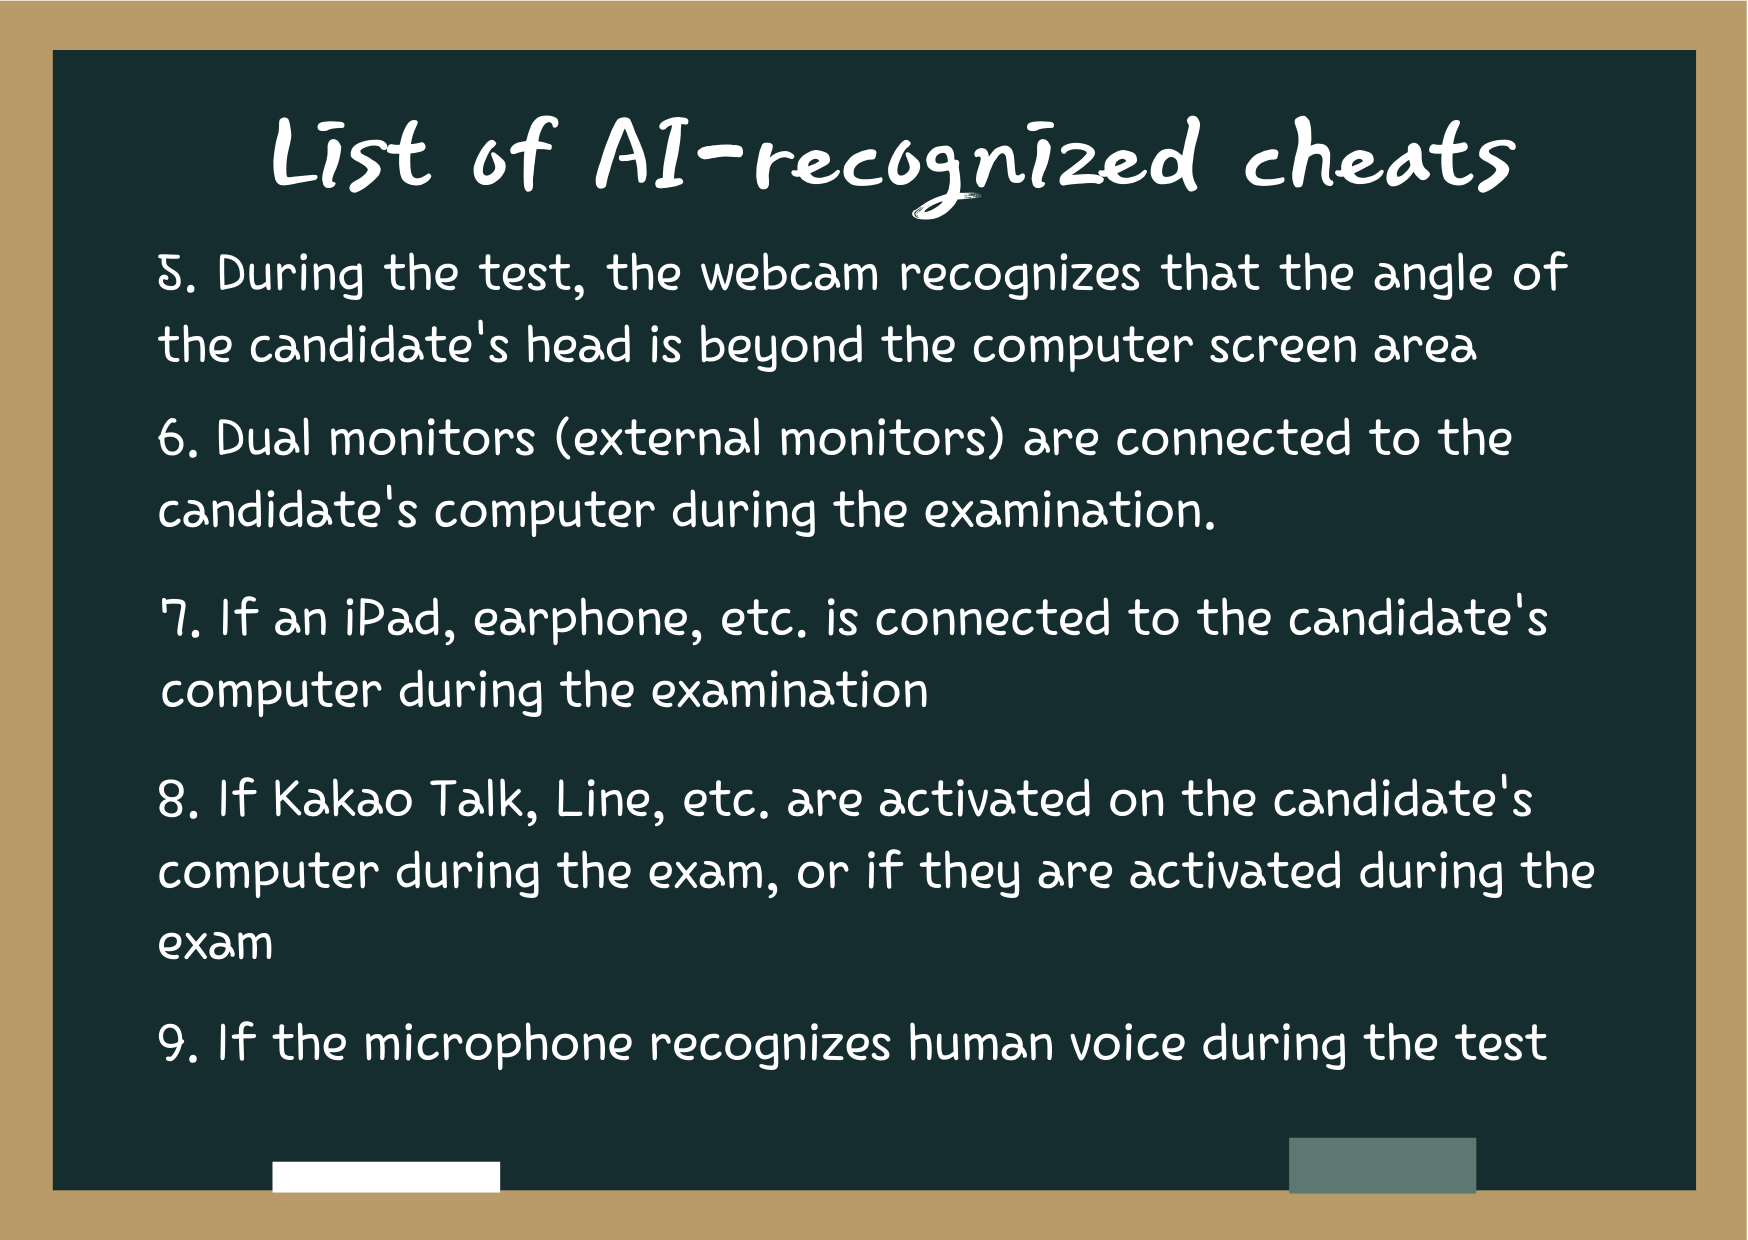 List of AI-recognized cheats
5. During the test, the webcam recognizes that the angle of
the candidate's head is beyond the computer screen area
6. Dual monitors (external monitors) are connected to the
candidate's computer during the examination.
7. If an iPad, earphone, etc. is connected to the candidate's
computer during the examination
8. If Kakao Talk, Line, etc. are activated on the candidate's
computer during the exam, or if they are activated during the
exam
9. If the microphone recognizes human voice during the test